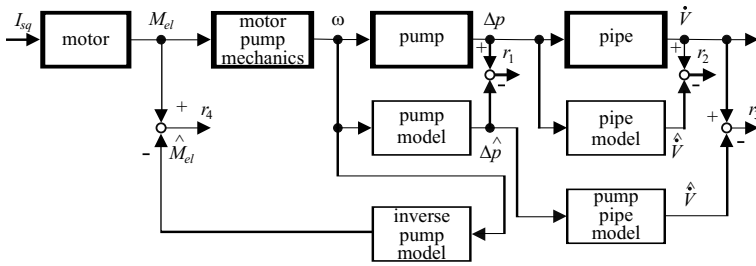 I_sq M_el ω Δp V̇
motor
motor pump mechanics
pump
pipe
+ r_1 + r_2
-
-
+ r_4
M̂_el
-
pump model
Δp̂
pipe model
V̇̂
+
-
inverse pump model
pump pipe model
V̇̂